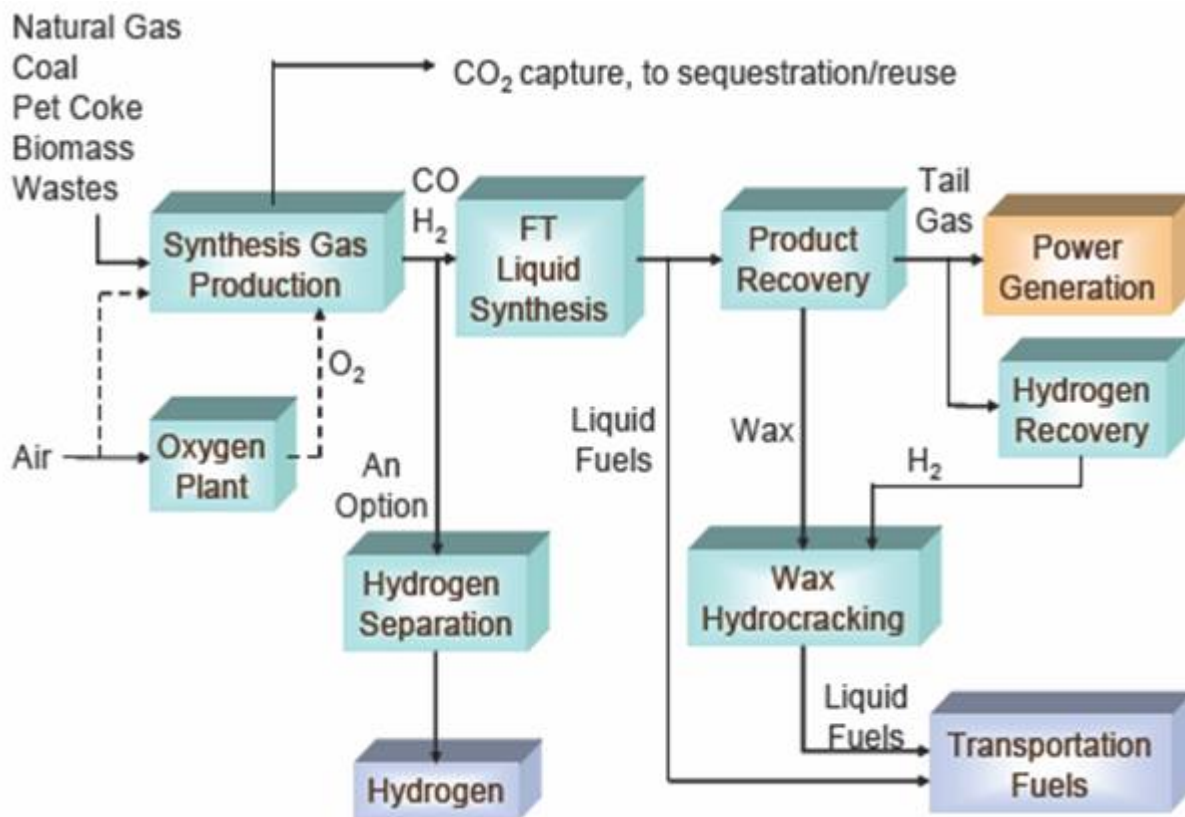 Natural Gas
Coal
Pet Coke
Biomass
Wastes
CO₂ capture, to sequestration/reuse
Synthesis Gas
Production
CO
H₂
FT
Liquid
Synthesis
Product
Recovery
Tail
Gas
Power
Generation
Air
Oxygen
Plant
O₂
An
Option
Liquid
Fuels
Wax
Hydrogen
Recovery
H₂
Hydrogen
Separation
Wax
Hydrocracking
Hydrogen
Liquid
Fuels
Transportation
Fuels